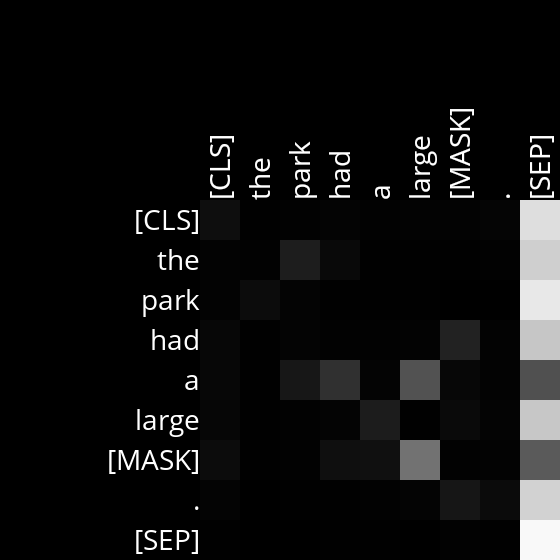 [CLS] the park had a large [MASK] . [SEP]
[CLS]
the
park
had
a
large
[MASK]
.
[SEP]